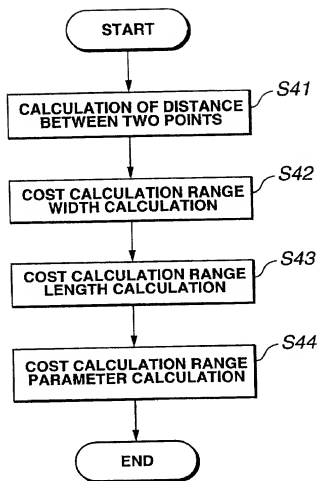 START
S41
CALCULATION OF DISTANCE
BETWEEN TWO POINTS
S42
COST CALCULATION RANGE
WIDTH CALCULATION
S43
COST CALCULATION RANGE
LENGTH CALCULATION
S44
COST CALCULATION RANGE
PARAMETER CALCULATION
END